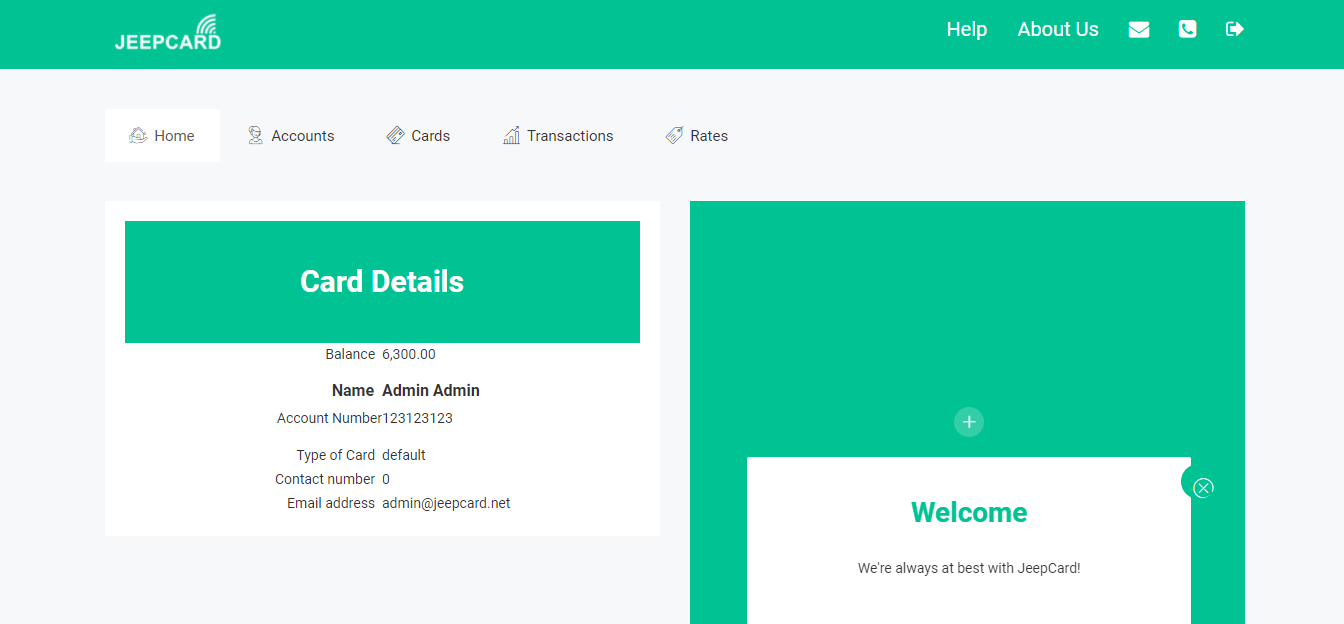 JEEPCARD
Help About Us
Home Accounts Cards Transactions Rates
Card Details
Balance 6,300.00
Name Admin Admin
Account Number123123123
Type of Card default
Contact number 0
Email address admin@jeepcard.net
Welcome
We're always at best with JeepCard!